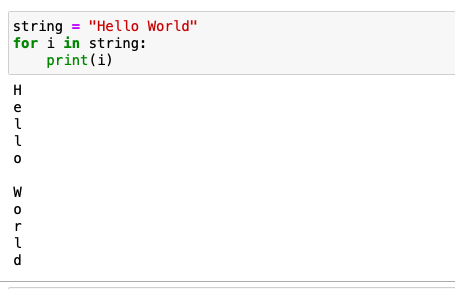 string = "Hello World"
for i in string:
    print(i)
H
e
l
l
o

W
o
r
l
d